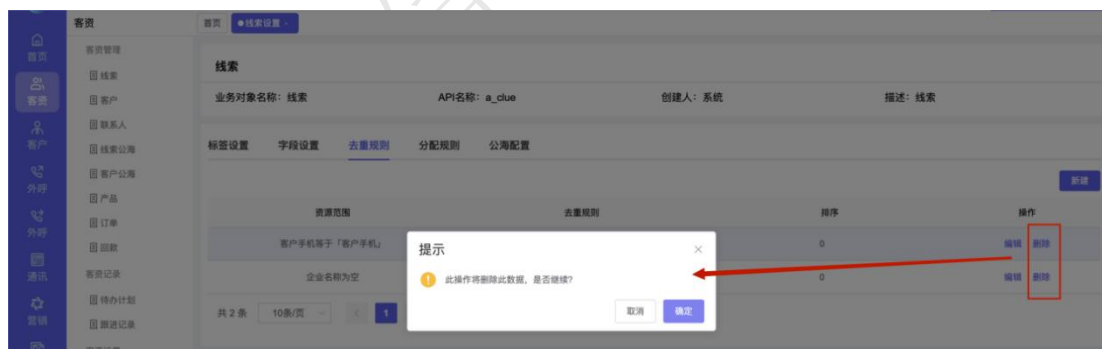 客资
首页
●线索设置
首页
客资
客户
外呼
外呼
通讯
营销
客资管理
线索
客户
联系人
线索公海
客户公海
产品
订单
回款
客资记录
待办计划
跟进记录
线索
业务对象名称：线索 API名称：a_clue 创建人：系统 描述：线索
标签设置 字段设置 去重规则 分配规则 公海配置
新建
资源范围 去重规则 排序 操作
客户手机等于「客户手机」 0 编辑 删除
企业名称为空 0 编辑 删除
共 2 条 10条/页 1
提示
此操作将删除此数据，是否继续?
取消 确定